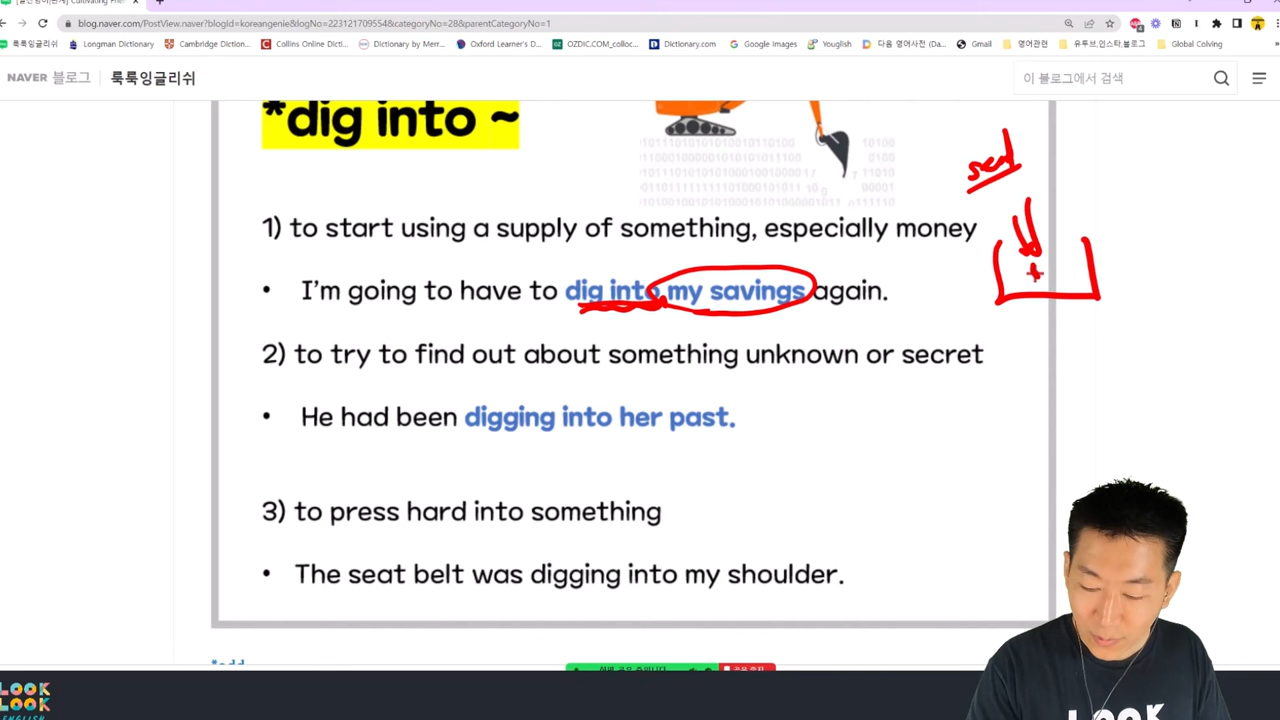 blog.naver.com/PostView.naver?blogId=koreangenie&logNo=223121709554&categoryNo=28&parentCategoryNo=1
룩룩잉글리쉬 Longman Dictionary Cambridge Diction... Collins Online Dicti... Dictionary by Merr... Oxford Learner's D... OZDIC.COM_colloc... Dictionary.com Google Images Youglish 다음 영어사전 (Da... Gmail 영어관련 유투브,인스타,블로그 Global Colving
NAVER 블로그 룩룩잉글리쉬 이 블로그에서 검색
*dig into ~
1) to start using a supply of something, especially money
• I'm going to have to dig into my savings again.
2) to try to find out about something unknown or secret
• He had been digging into her past.
3) to press hard into something
• The seat belt was digging into my shoulder.
*add
LOOK
LOOK
ENGLISH
LOOK